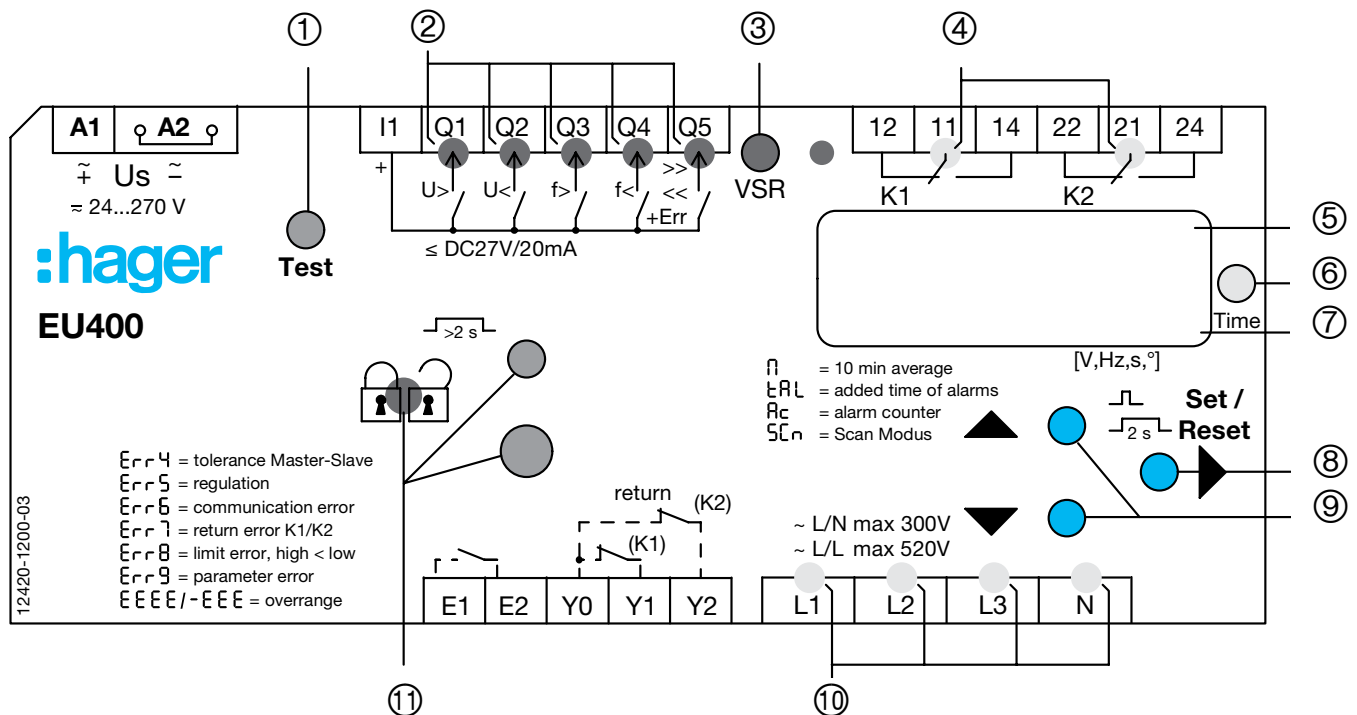 ① ② ③ ④
A1 A2 I1 Q1 Q2 Q3 Q4 Q5 12 11 14 22 21 24
≂ + Us ≂ -
≂ 24...270 V
+ U> U< f> f< >> <<
+Err
≤ DC27V/20mA
VSR
K1 K2
Test
:hager
EU400
⑤
⑥
Time
⑦
[V,Hz,s,°]
>2 s
n = 10 min average
tAL = added time of alarms
Ac = alarm counter
SCn = Scan Modus
2 s
Set /
Reset
⑧
⑨
Err4 = tolerance Master-Slave
Err5 = regulation
Err6 = communication error
Err7 = return error K1/K2
Err8 = limit error, high < low
Err9 = parameter error
EEEE/-EEE = overrange
12420-1200-03
return
(K2)
(K1)
~ L/N max 300V
~ L/L max 520V
E1 E2 Y0 Y1 Y2 L1 L2 L3 N
⑪ ⑩